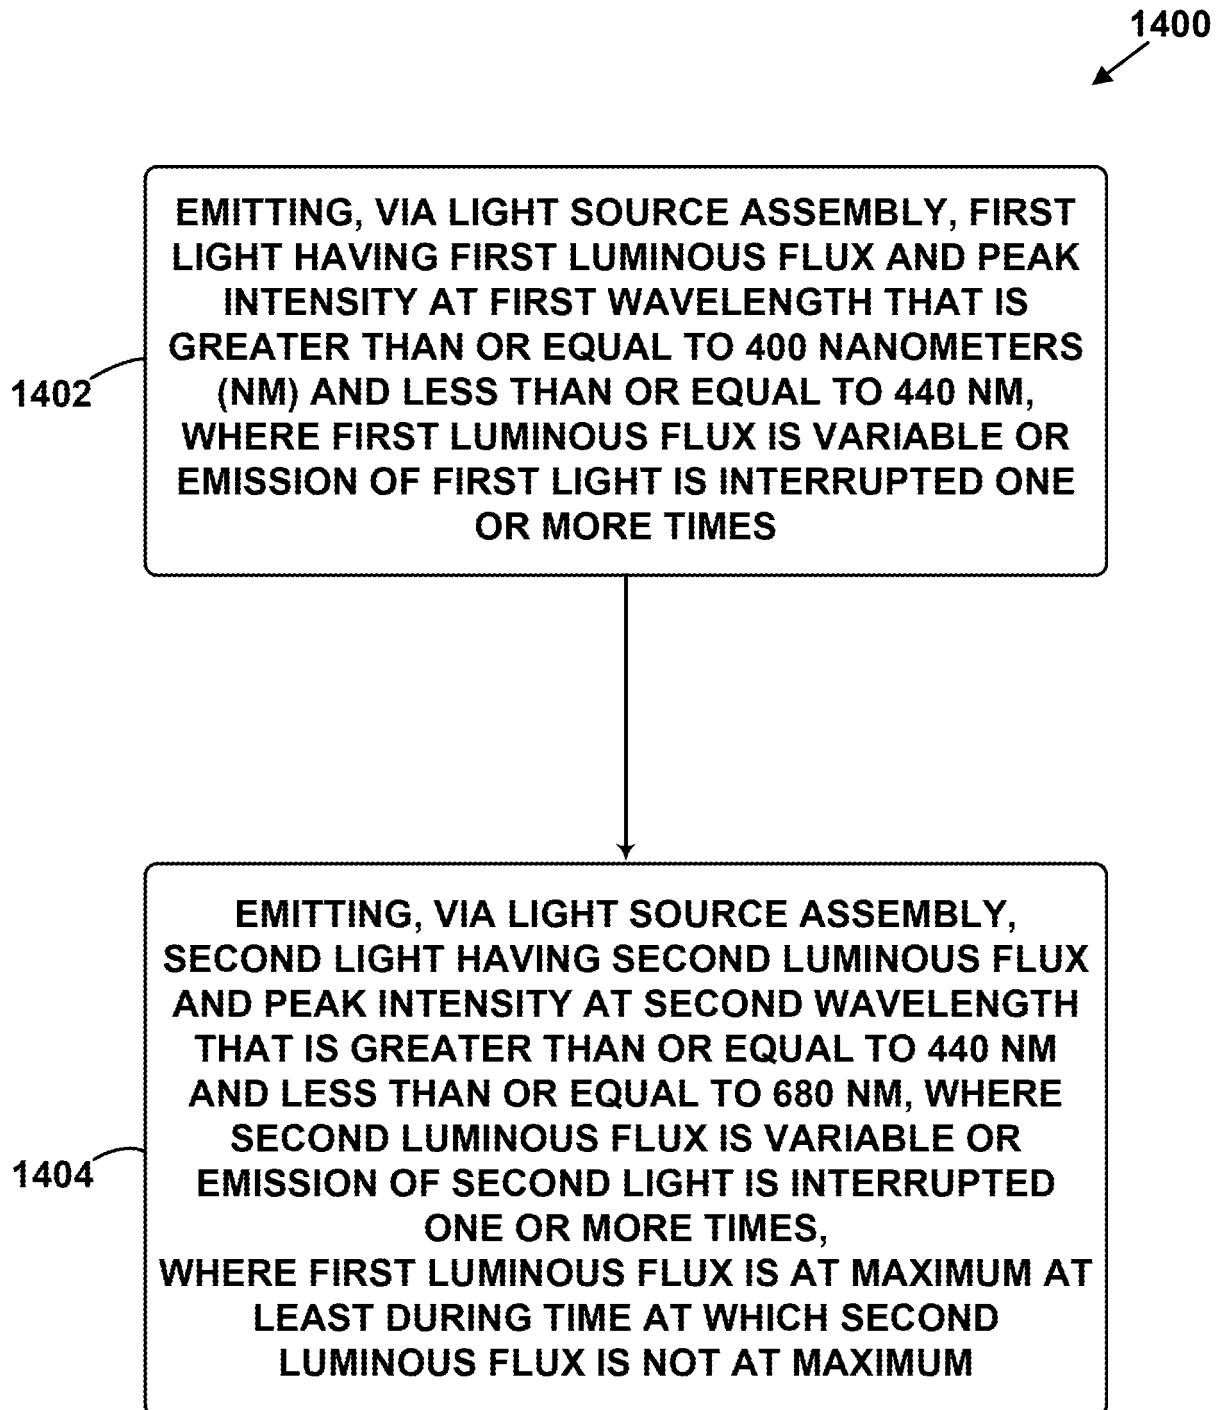 1400
EMITTING, VIA LIGHT SOURCE ASSEMBLY, FIRST
LIGHT HAVING FIRST LUMINOUS FLUX AND PEAK
INTENSITY AT FIRST WAVELENGTH THAT IS
GREATER THAN OR EQUAL TO 400 NANOMETERS
(NM) AND LESS THAN OR EQUAL TO 440 NM,
WHERE FIRST LUMINOUS FLUX IS VARIABLE OR
EMISSION OF FIRST LIGHT IS INTERRUPTED ONE
OR MORE TIMES
1402
EMITTING, VIA LIGHT SOURCE ASSEMBLY,
SECOND LIGHT HAVING SECOND LUMINOUS FLUX
AND PEAK INTENSITY AT SECOND WAVELENGTH
THAT IS GREATER THAN OR EQUAL TO 440 NM
AND LESS THAN OR EQUAL TO 680 NM, WHERE
SECOND LUMINOUS FLUX IS VARIABLE OR
EMISSION OF SECOND LIGHT IS INTERRUPTED
ONE OR MORE TIMES,
WHERE FIRST LUMINOUS FLUX IS AT MAXIMUM AT
LEAST DURING TIME AT WHICH SECOND
LUMINOUS FLUX IS NOT AT MAXIMUM
1404